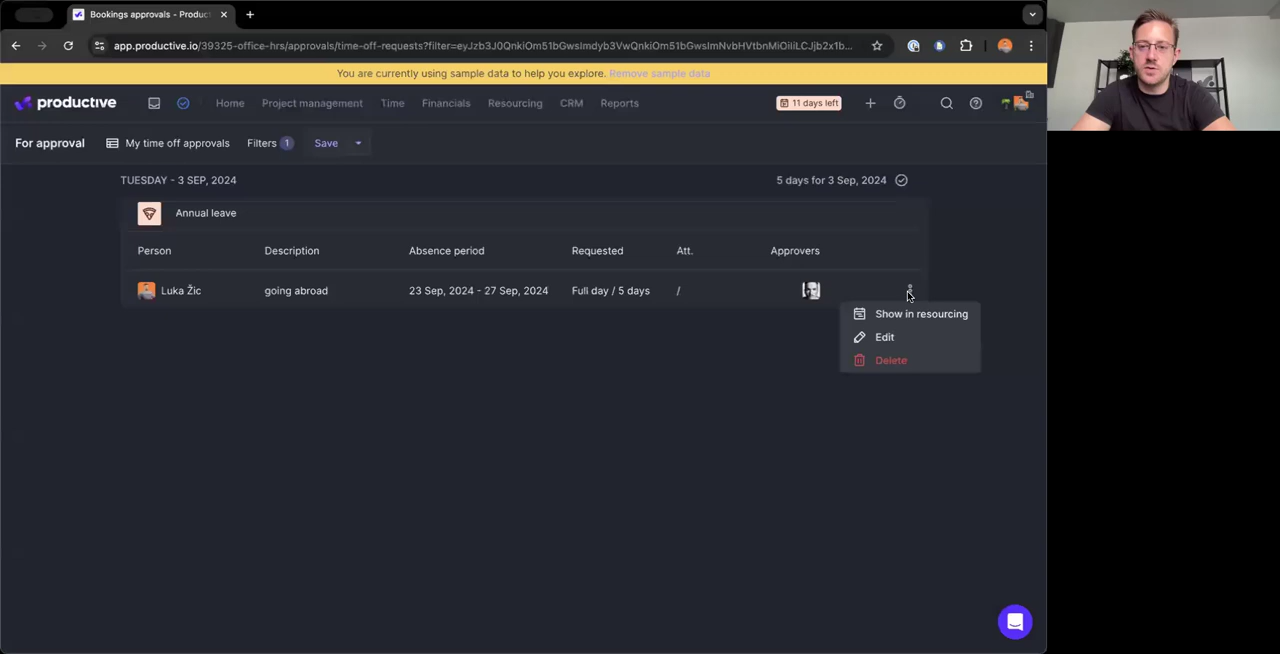 Bookings approvals - Product
app.productive.io/39325-office-hrs/approvals/time-off-requests?filter=eyJzb3J0QnkiOm51bGwsImdyb3VwQnkiOm51bGwsImNvbHVtbnMiOiIiLCJjb2x1b...
You are currently using sample data to help you explore. Remove sample data
productive Home Project management Time Financials Resourcing CRM Reports 11 days left
For approval My time off approvals Filters 1 Save
TUESDAY - 3 SEP, 2024 5 days for 3 Sep, 2024
Annual leave
Person Description Absence period Requested Att. Approvers
Luka Žic going abroad 23 Sep, 2024 - 27 Sep, 2024 Full day / 5 days /
Show in resourcing
Edit
Delete